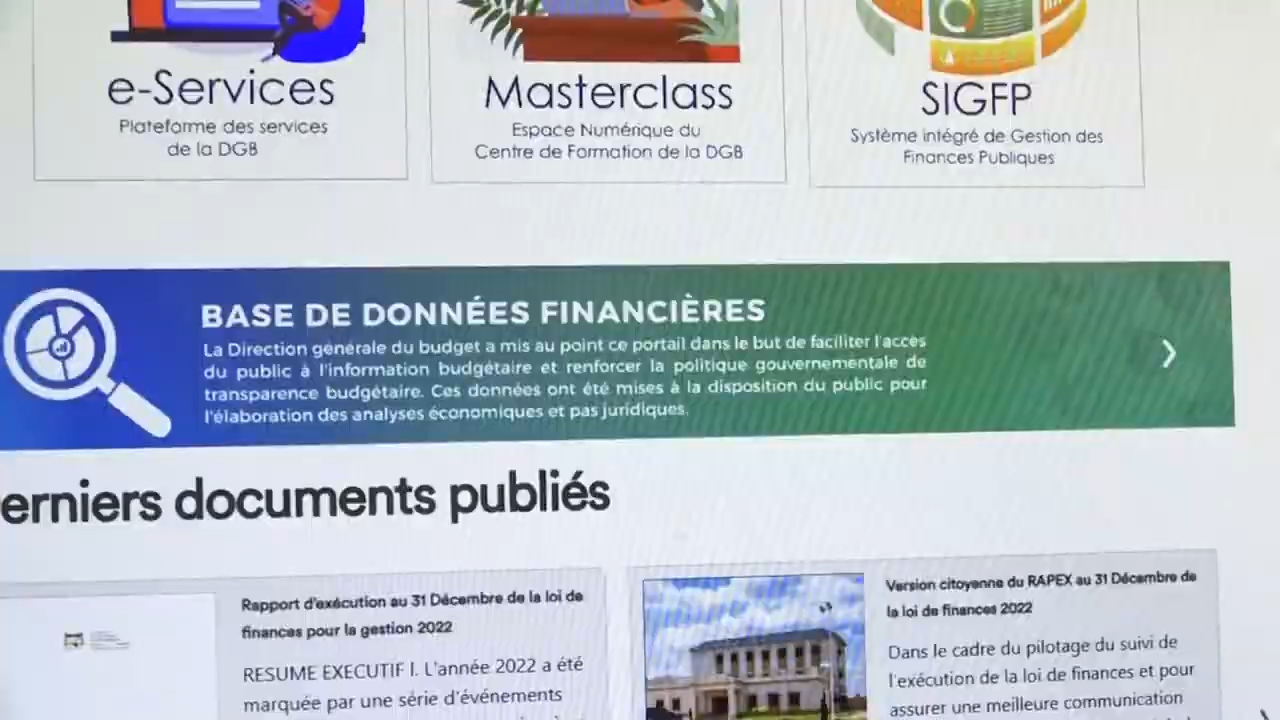 e-Services
Plateforme des services
de la DGB
Masterclass
Espace Numérique du
Centre de Formation de la DGB
SIGFP
Système intégré de Gestion des
Finances Publiques
BASE DE DONNÉES FINANCIÈRES
La Direction générale du budget a mis au point ce portail dans le but de faciliter l'accès
du public à l'information budgétaire et renforcer la politique gouvernementale de
transparence budgétaire. Ces données ont été mises à la disposition du public pour
l'élaboration des analyses économiques et pas juridiques.
erniers documents publiés
Rapport d'exécution au 31 Décembre de la loi de
finances pour la gestion 2022
RESUME EXECUTIF I. L'année 2022 a été
marquée par une série d'événements
Version citoyenne du RAPEX au 31 Décembre de
la loi de finances 2022
Dans le cadre du pilotage du suivi de
l'exécution de la loi de finances et pour
assurer une meilleure communication